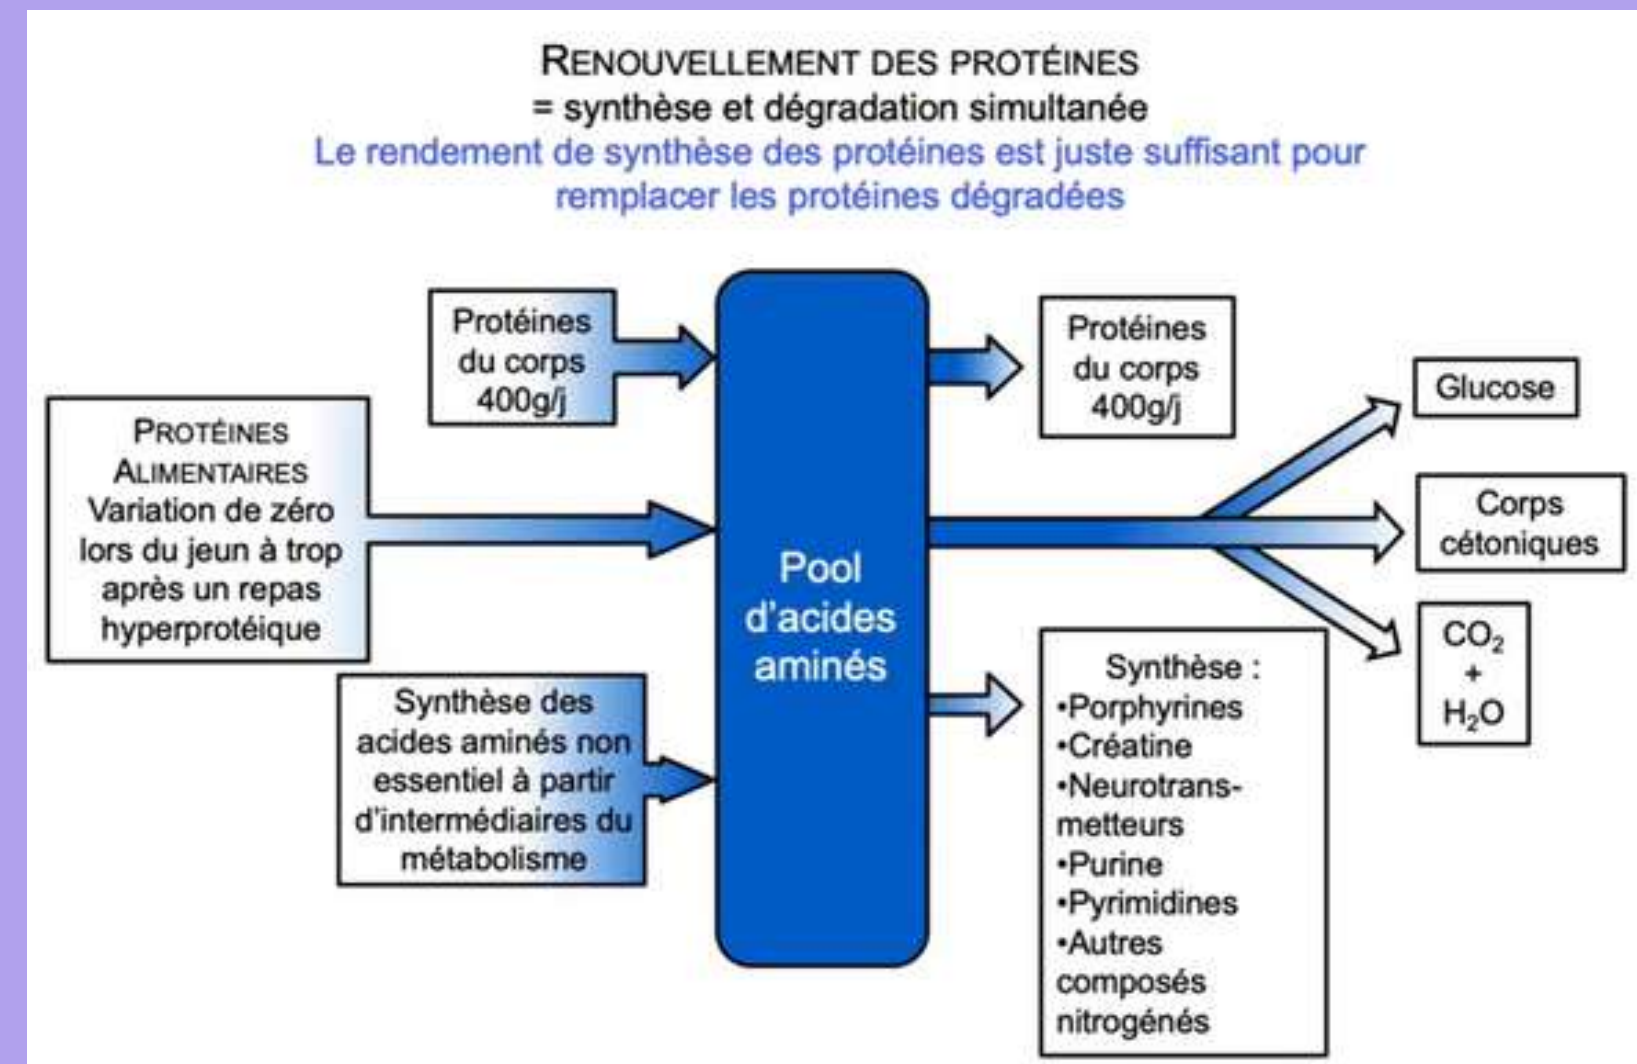 RENOUVELLEMENT DES PROTÉINES
= synthèse et dégradation simultanée
Le rendement de synthèse des protéines est juste suffisant pour
remplacer les protéines dégradées
Protéines
du corps
400g/j
PROTÉINES
ALIMENTAIRES
Variation de zéro
lors du jeun à trop
après un repas
hyperprotéique
Synthèse des
acides aminés non
essentiel à partir
d'intermédiaires du
métabolisme
Pool
d'acides
aminés
Protéines
du corps
400g/j
Glucose
Corps
cétoniques
CO₂
+
H₂O
Synthèse :
•Porphyrines
•Créatine
•Neurotrans-
metteurs
•Purine
•Pyrimidines
•Autres
composés
nitrogénés